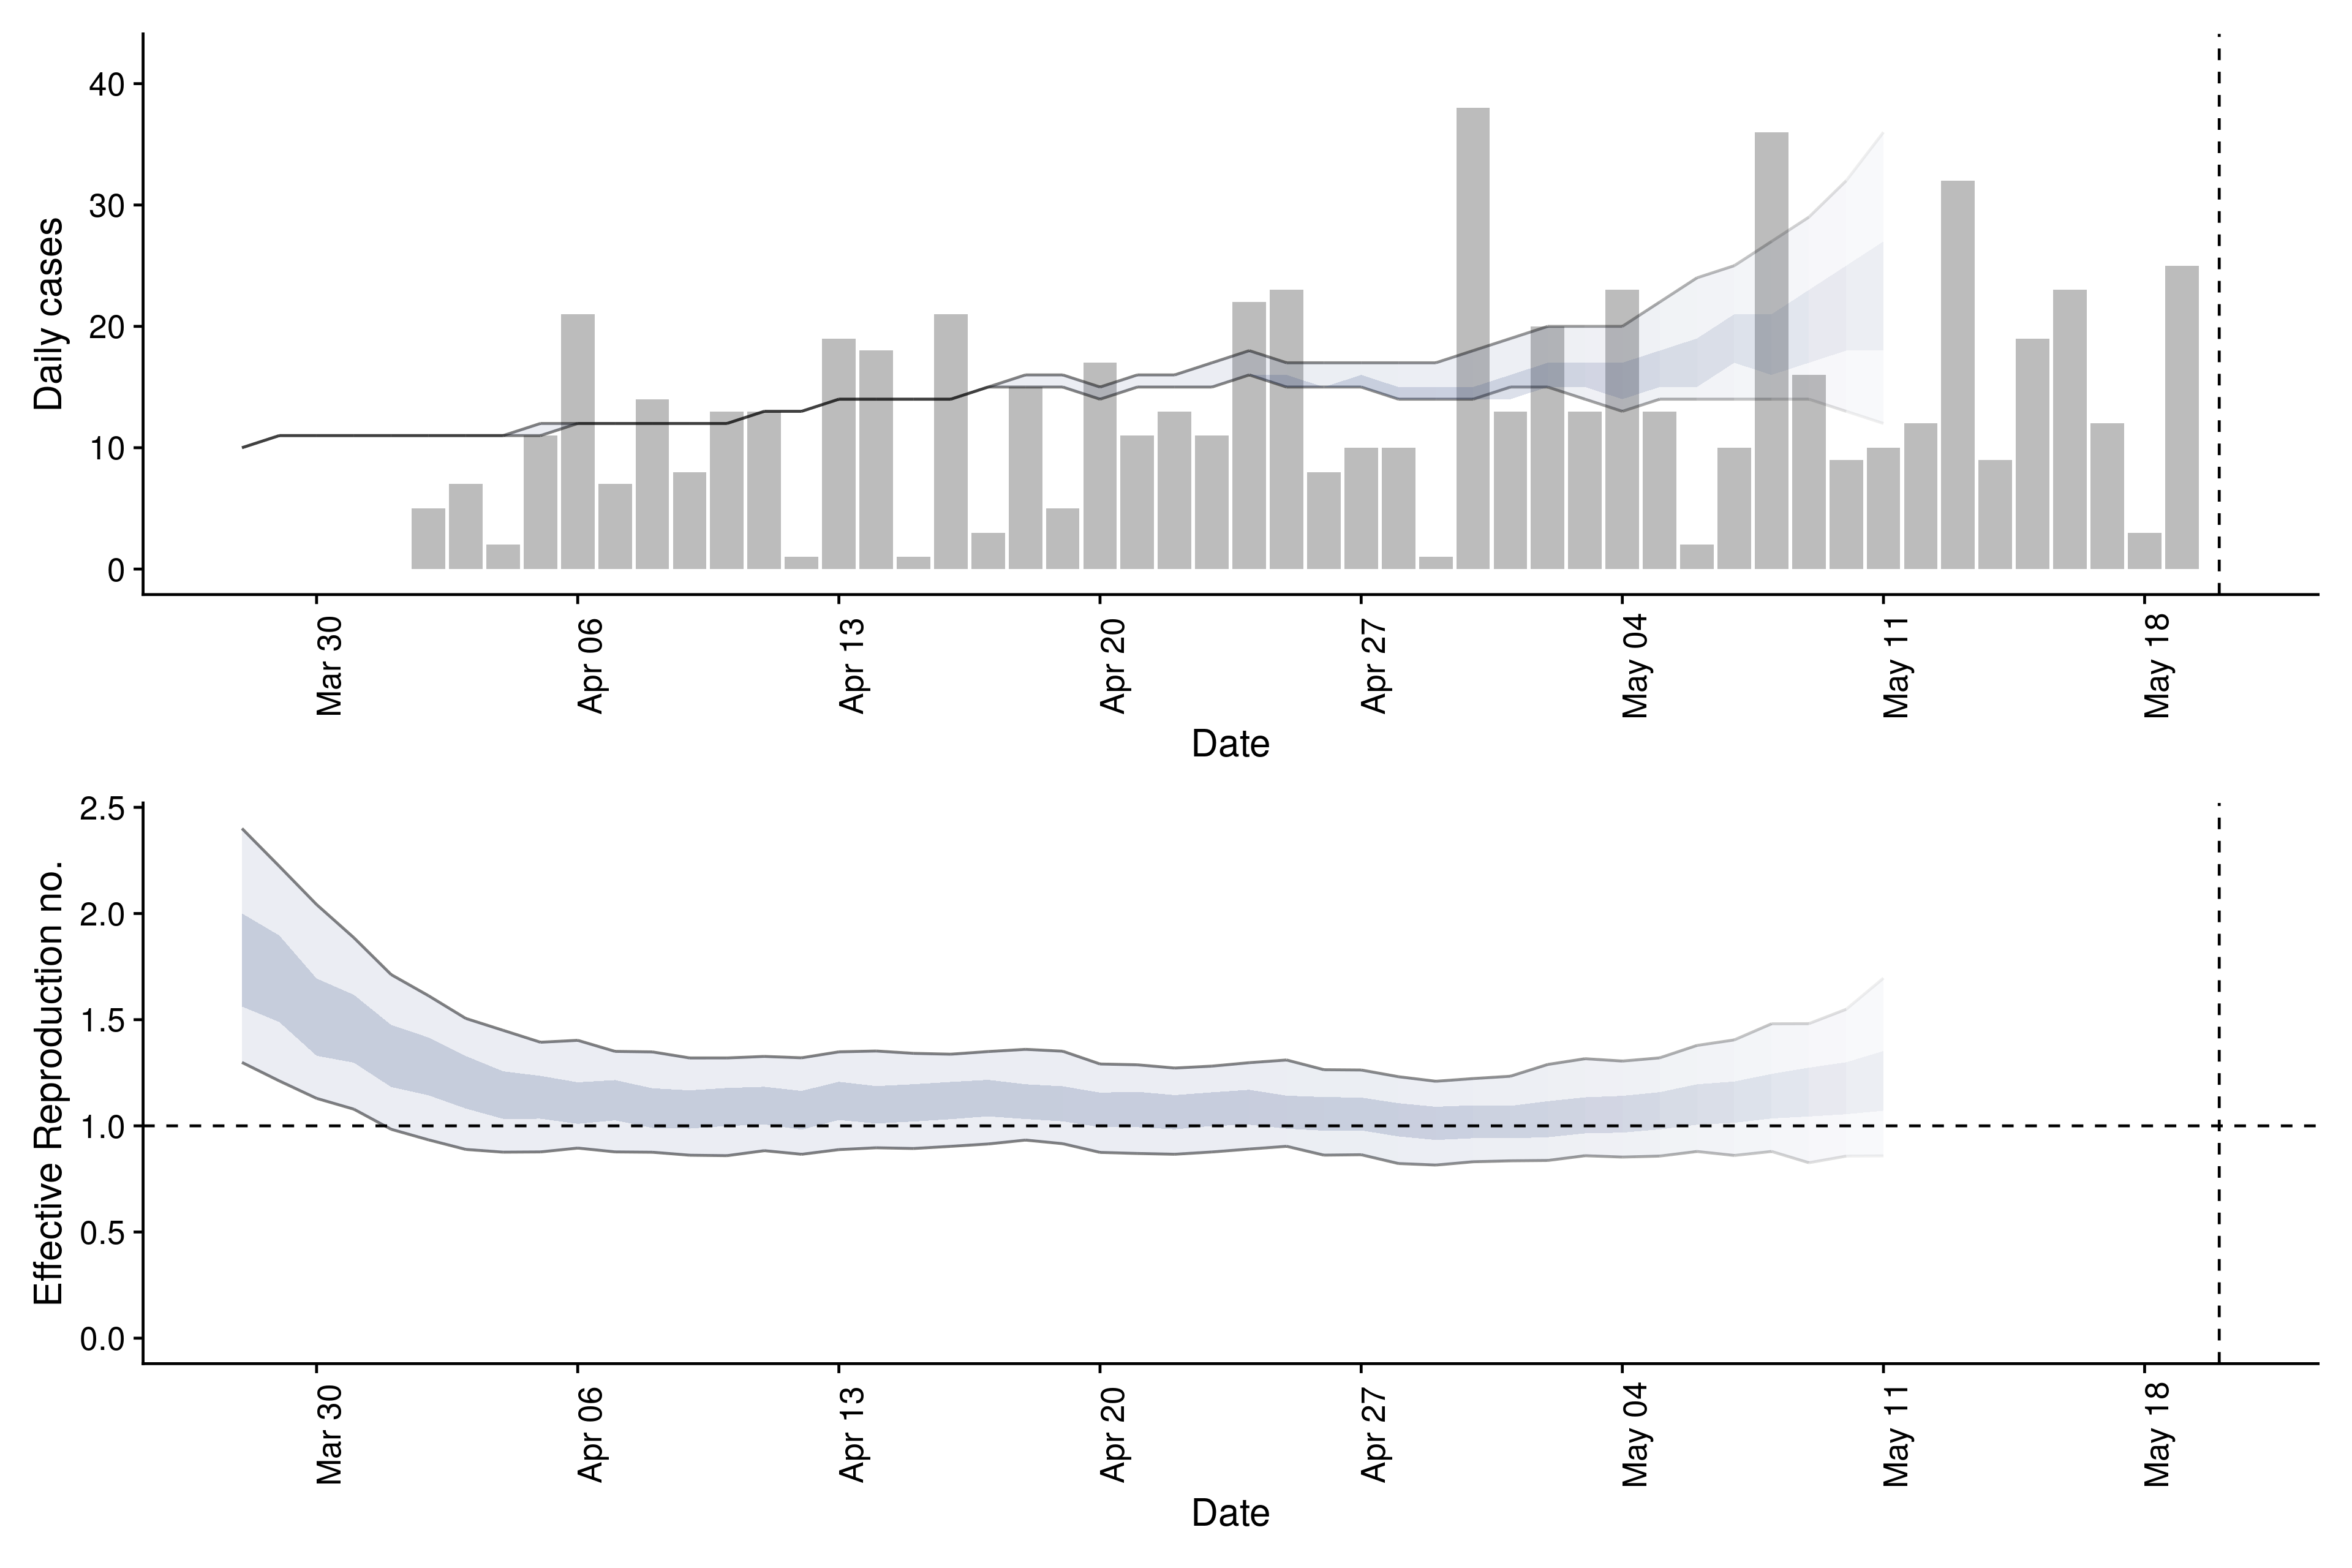 Daily cases
40
30
20
10
0
Mar 30
Apr 06
Apr 13
Apr 20
Apr 27
May 04
May 11
May 18
Date
Effective Reproduction no.
2.5
2.0
1.5
1.0
0.5
0.0
Mar 30
Apr 06
Apr 13
Apr 20
Apr 27
May 04
May 11
May 18
Date